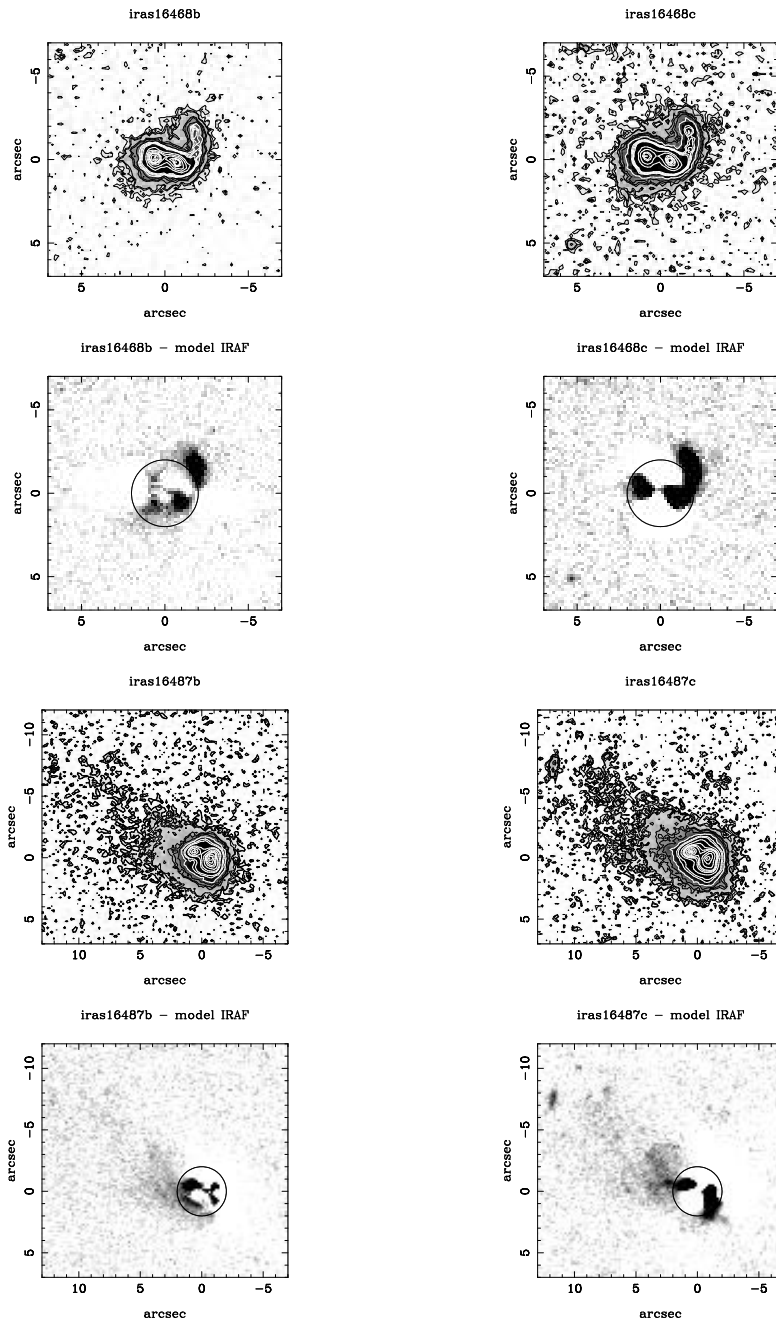 iras16468b
iras16468c
−5
0
5
arcsec
5
0
−5
arcsec
−5
0
5
arcsec
5
0
−5
arcsec
iras16468b − model IRAF
iras16468c − model IRAF
−5
0
5
arcsec
5
0
−5
arcsec
−5
0
5
arcsec
5
0
−5
arcsec
iras16487b
iras16487c
−10
−5
0
5
arcsec
10
5
0
−5
arcsec
−10
−5
0
5
arcsec
10
5
0
−5
arcsec
iras16487b − model IRAF
iras16487c − model IRAF
−10
−5
0
5
arcsec
10
5
0
−5
arcsec
−10
−5
0
5
arcsec
10
5
0
−5
arcsec